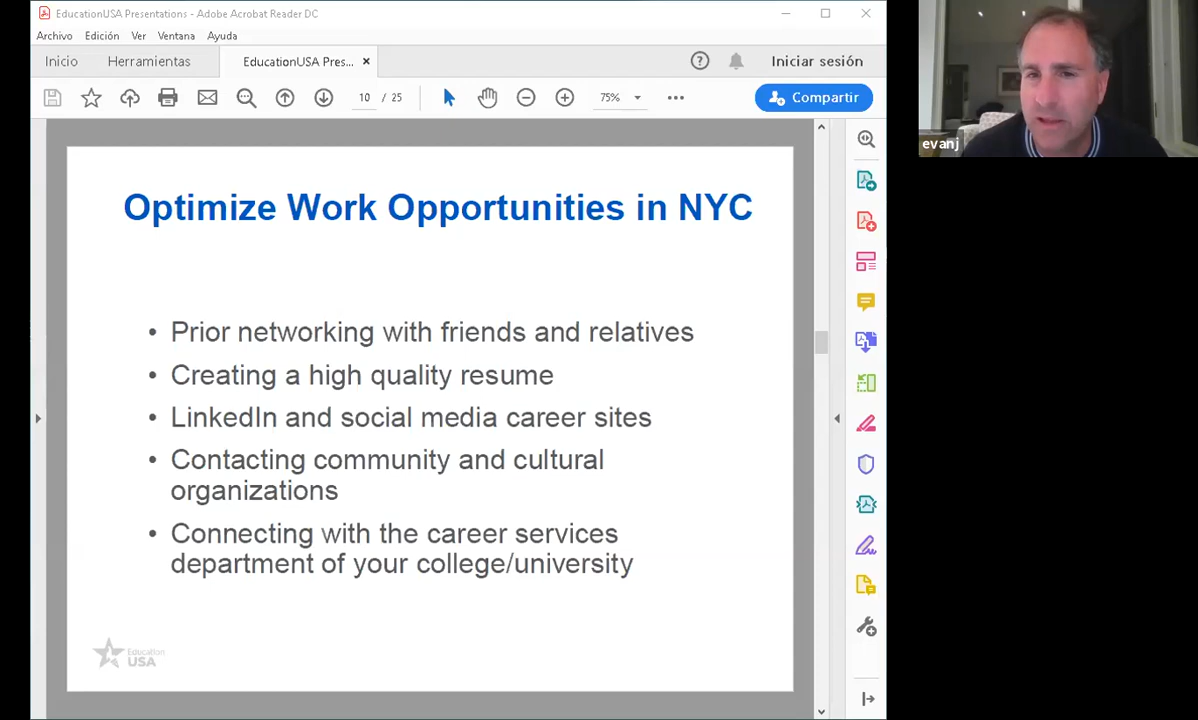 EducationUSA Presentations - Adobe Acrobat Reader DC
Archivo Edición Ver Ventana Ayuda
Inicio Herramientas EducationUSA Pres... Iniciar sesión
10 / 25 75% Compartir
evanj
Optimize Work Opportunities in NYC
• Prior networking with friends and relatives
• Creating a high quality resume
• LinkedIn and social media career sites
• Contacting community and cultural
organizations
• Connecting with the career services
department of your college/university
Education
USA